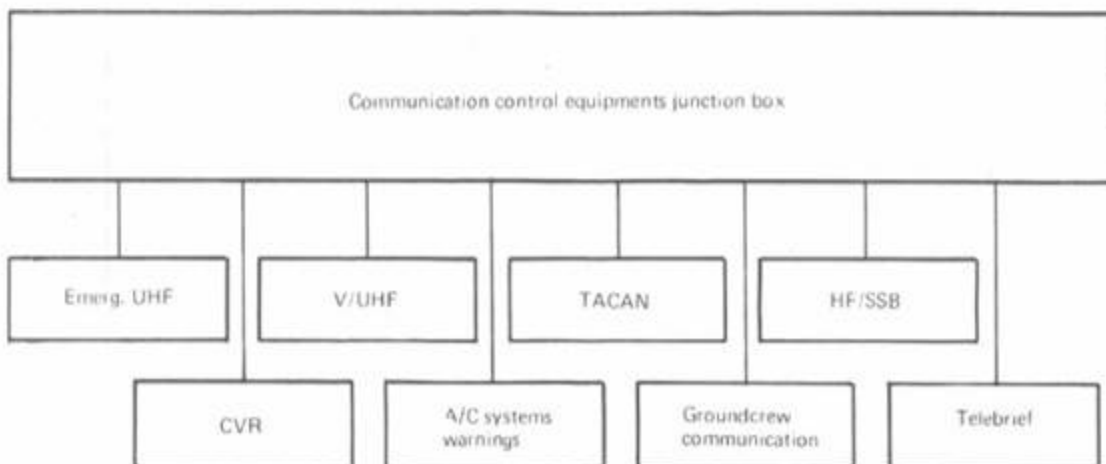 Communication control equipments junction box
Emerg. UHF
V/UHF
TACAN
HF/SSB
CVR
A/C systems
warnings
Groundcrew
communication
Telebrief